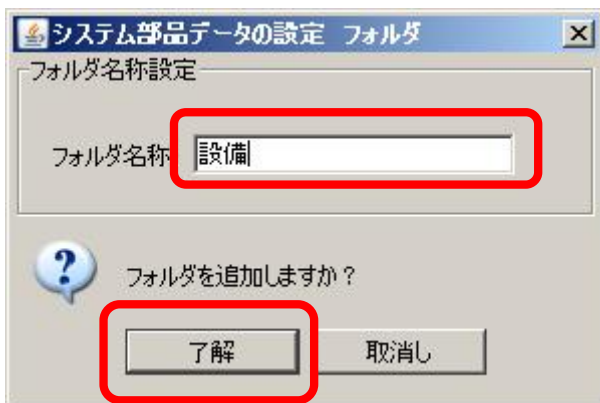 システム部品データの設定 フォルダ
フォルダ名称設定
フォルダ名称 設備
フォルダを追加しますか？
了解 取消し